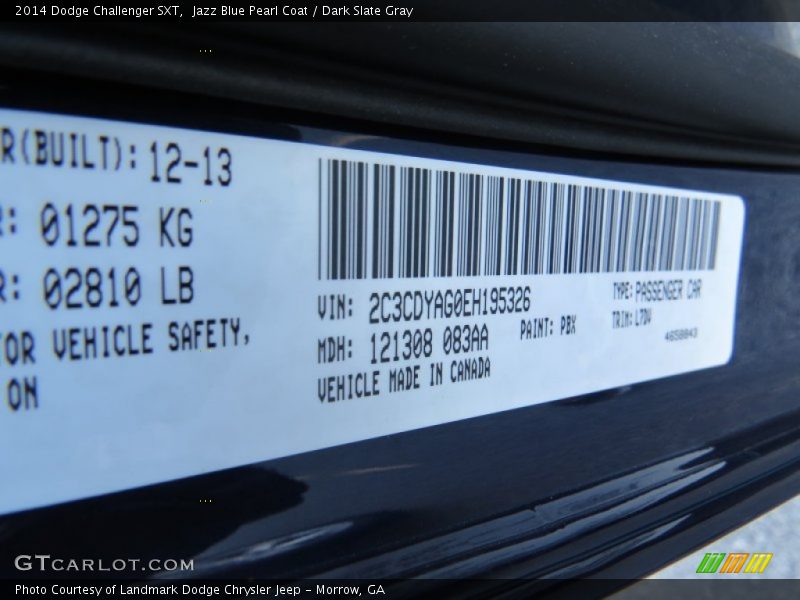 2014 Dodge Challenger SXT,  Jazz Blue Pearl Coat / Dark Slate Gray
R(BUILT): 12-13
R: 01275 KG
R: 02810 LB
FOR VEHICLE SAFETY,
ON
VIN: 2C3CDYAG0EH195326
TYPE: PASSENGER CAR
MDH: 121308 083AA
PAINT: PBX
TRIM: L7DV
VEHICLE MADE IN CANADA
4658843
GTCARLOT.COM
Photo Courtesy of Landmark Dodge Chrysler Jeep - Morrow, GA